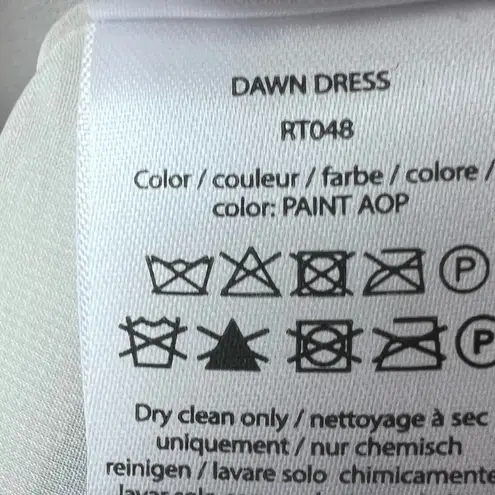 DAWN DRESS
RT048
Color / couleur / farbe / colore /
color: PAINT AOP
P
P
Dry clean only / nettoyage à sec
uniquement / nur chemisch
reinigen / lavare solo chimicamente